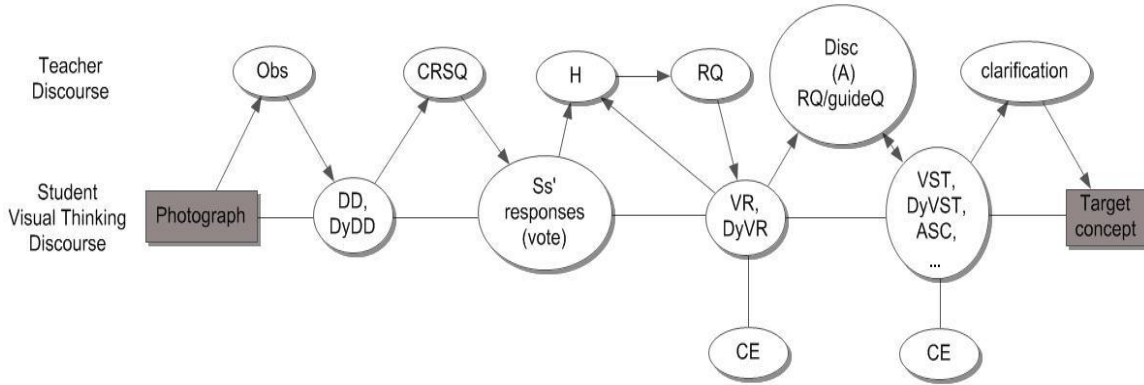 Teacher
Discourse
Obs
CRSQ
H
RQ
Disc
(A)
RQ/guideQ
clarification
Student
Visual Thinking
Discourse
Photograph
DD,
DyDD
Ss'
responses
(vote)
VR,
DyVR
VST,
DyVST,
ASC,
...
Target
concept
CE
CE